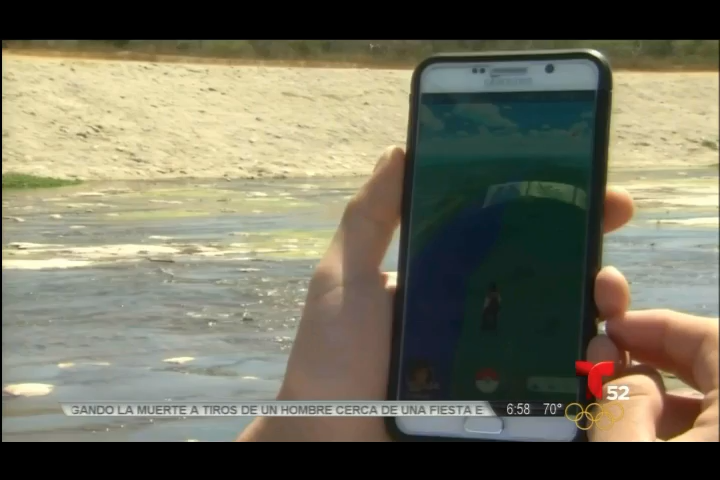 SAMSUNG
GANDO LA MUERTE A TIROS DE UN HOMBRE CERCA DE UNA FIESTA E
6:58 70°
52